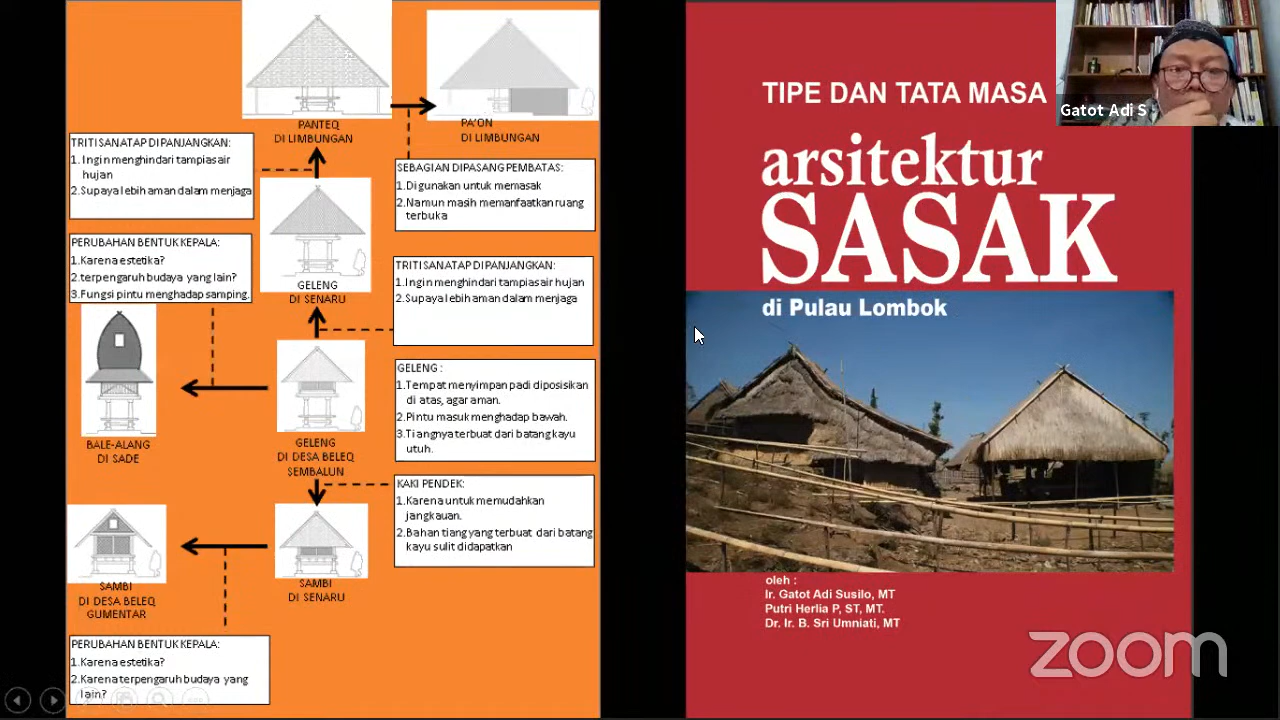 PANTEQ
DI LIMBUNGAN
PA'ON
DI LIMBUNGAN
TRITISAN ATAP DI PANJANGKAN:
1. Ingin menghindari tampias air
hujan
2. Supaya lebih aman dalam menjaga
SEBAGIAN DIPASANG PEMBATAS:
1. Di gunakan untuk memasak
2. Namun masih memanfaatkan ruang
terbuka
PERUBAHAN BENTUK KEPALA:
1. Karena estetika?
2. terpengaruh budaya yang lain?
3. Fungsi pintu menghadap samping.
GELENG
DI SENARU
TRITISAN ATAP DI PANJANGKAN:
1. Ingin menghindari tampias air hujan
2. Supaya lebih aman dalam menjaga
GELENG :
1. Tempat menyimpan padi diposisikan
di atas, agar aman.
2. Pintu masuk menghadap bawah.
3. Tiangnya terbuat dari batang kayu
utuh.
BALE-ALANG
DI SADE
GELENG
DI DESA BELEQ
SEMBALUN
KAKI PENDEK:
1. Karena untuk memudahkan
jangkauan.
2. Bahan tiang yang terbuat dari batang
kayu sulit didapatkan
SAMBI
DI DESA BELEQ
GUMENTAR
SAMBI
DI SENARU
PERUBAHAN BENTUK KEPALA:
1. Karena estetika?
2. Karena terpengaruh budaya yang
lain?
TIPE DAN TATA MASA
arsitektur
SASAK
di Pulau Lombok
oleh :
Ir. Gatot Adi Susilo, MT
Putri Herlia P, ST, MT.
Dr. Ir. B. Sri Umniati, MT
Gatot Adi S
zoom